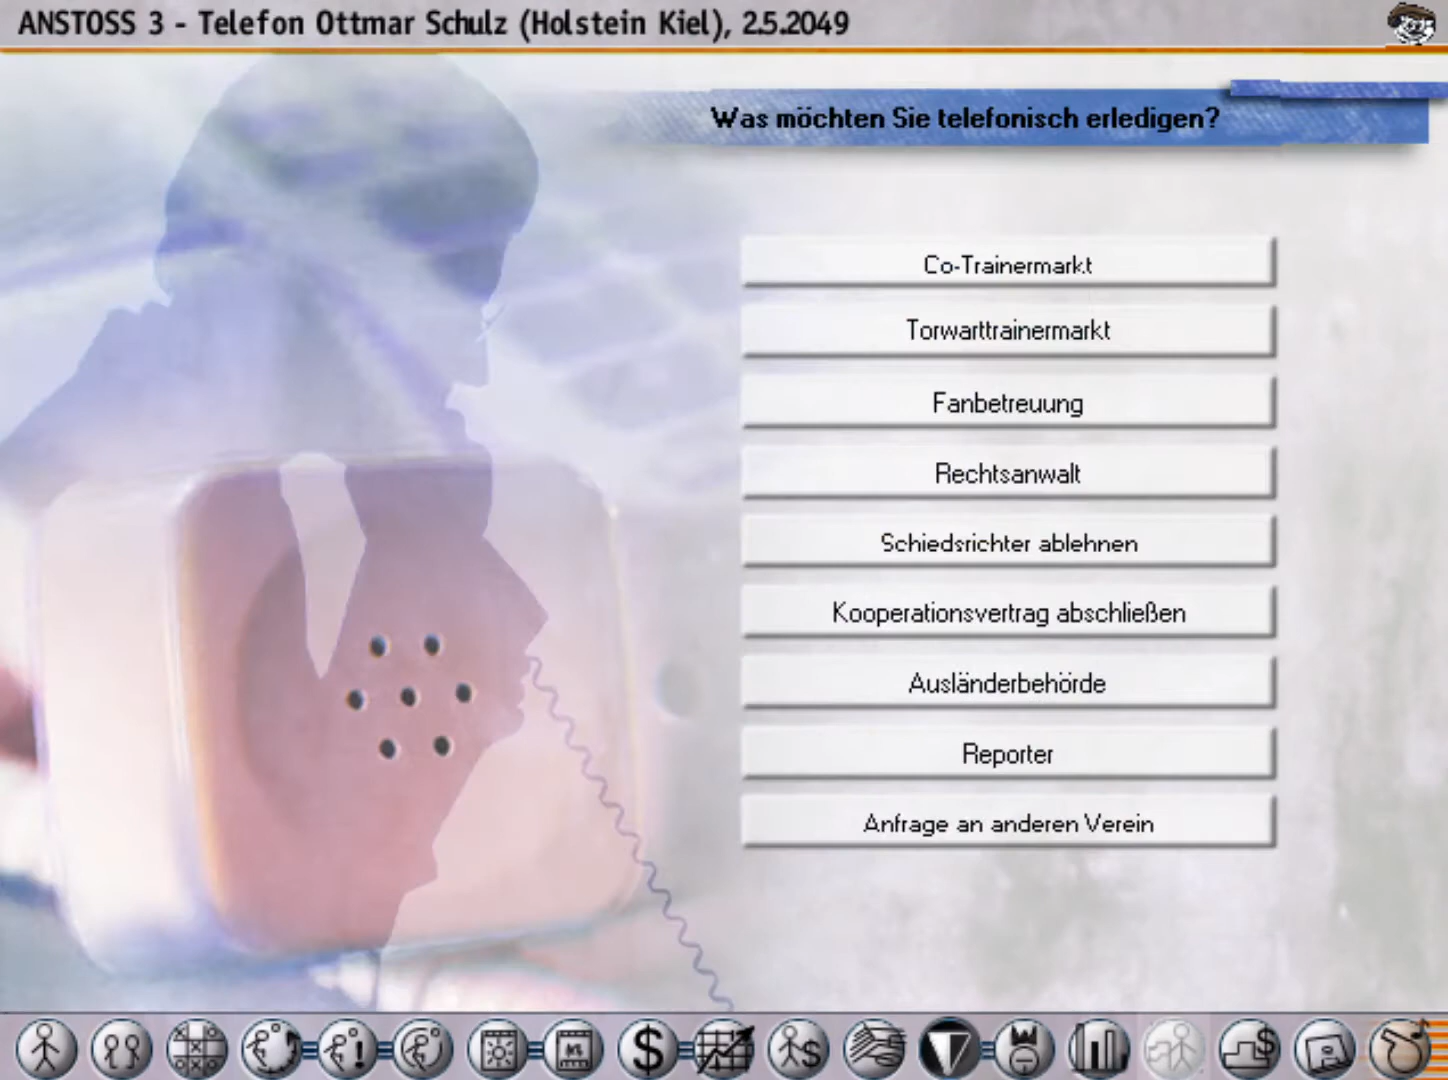 ANSTOSS 3 - Telefon Ottmar Schulz (Holstein Kiel), 2.5.2049
Was möchten Sie telefonisch erledigen?
Co-Trainermarkt
Torwarttrainermarkt
Fanbetreuung
Rechtsanwalt
Schiedsrichter ablehnen
Kooperationsvertrag abschließen
Ausländerbehörde
Reporter
Anfrage an anderen Verein